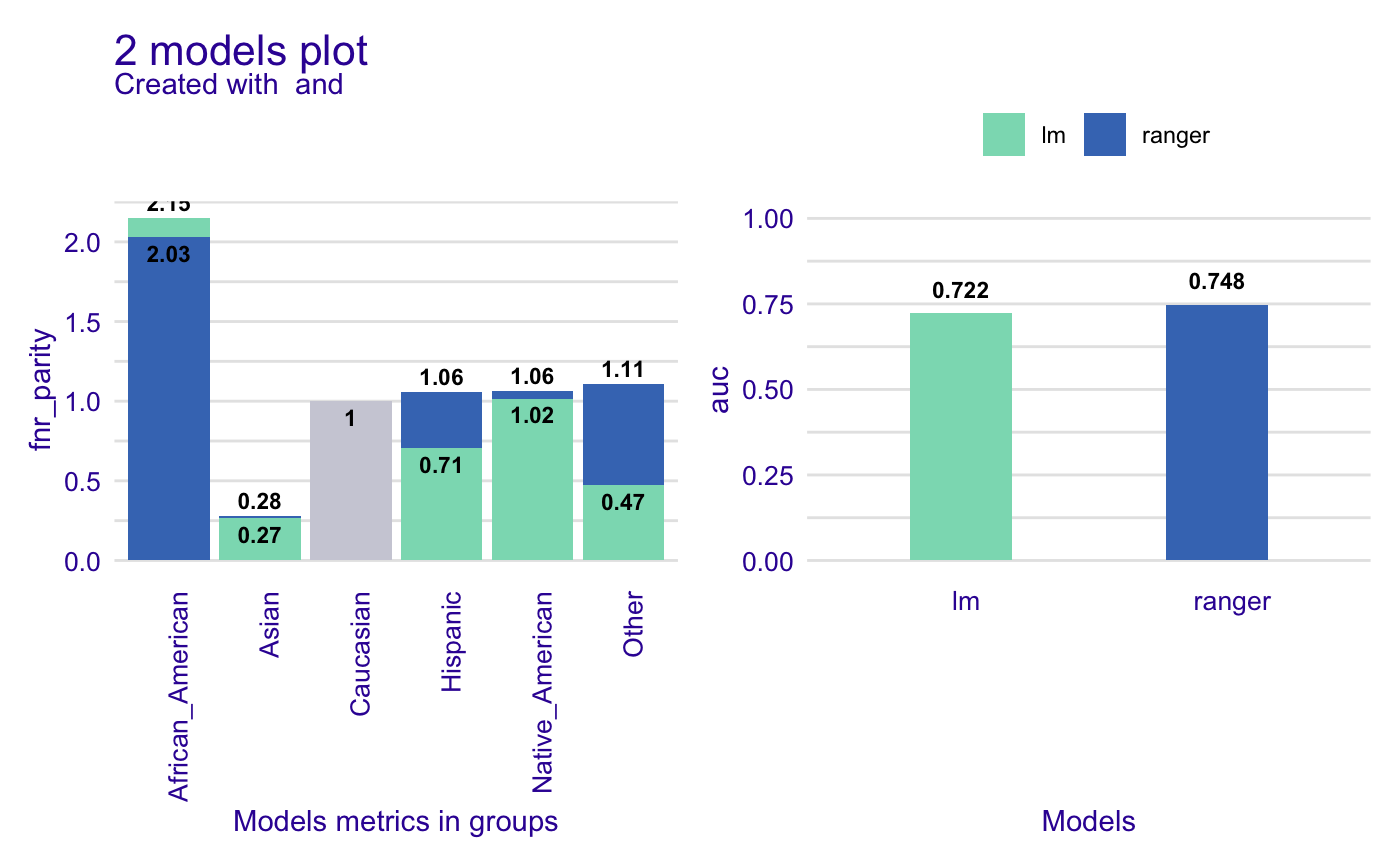 2 models plot
Created with  and
lm
ranger
fnr_parity
2.0
1.5
1.0
0.5
0.0
2.15
2.03
0.28
0.27
1
1.06
0.71
1.06
1.02
1.11
0.47
African_American
Asian
Caucasian
Hispanic
Native_American
Other
Models metrics in groups
auc
1.00
0.75
0.50
0.25
0.00
0.722
0.748
lm
ranger
Models